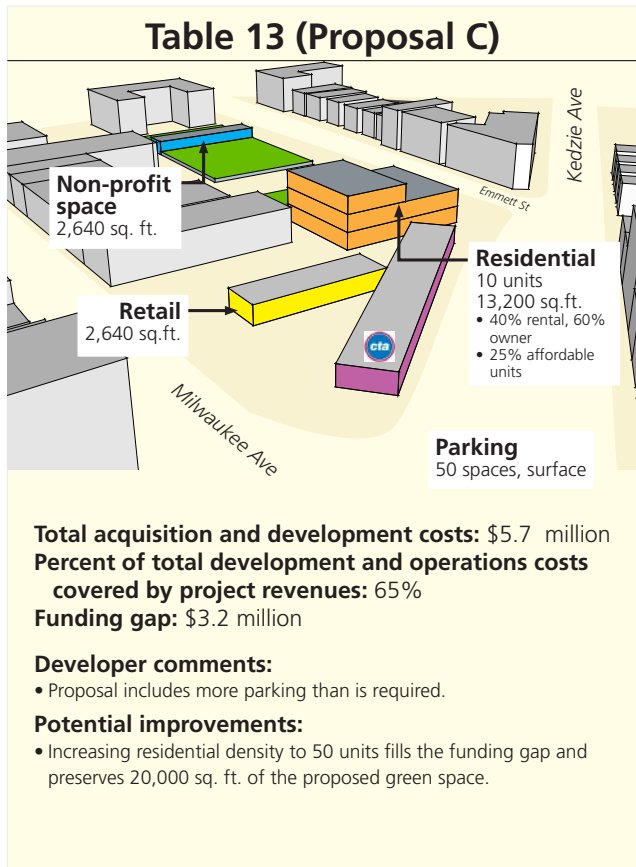 Table 13 (Proposal C)
Kedzie Ave
Emmett St
Non-profit
space
2,640 sq. ft.
Residential
10 units
13,200 sq.ft.
• 40% rental, 60%
owner
• 25% affordable
units
Retail
2,640 sq.ft.
cta
Milwaukee Ave
Parking
50 spaces, surface
Total acquisition and development costs: $5.7 million
Percent of total development and operations costs
covered by project revenues: 65%
Funding gap: $3.2 million
Developer comments:
• Proposal includes more parking than is required.
Potential improvements:
• Increasing residential density to 50 units fills the funding gap and
preserves 20,000 sq. ft. of the proposed green space.